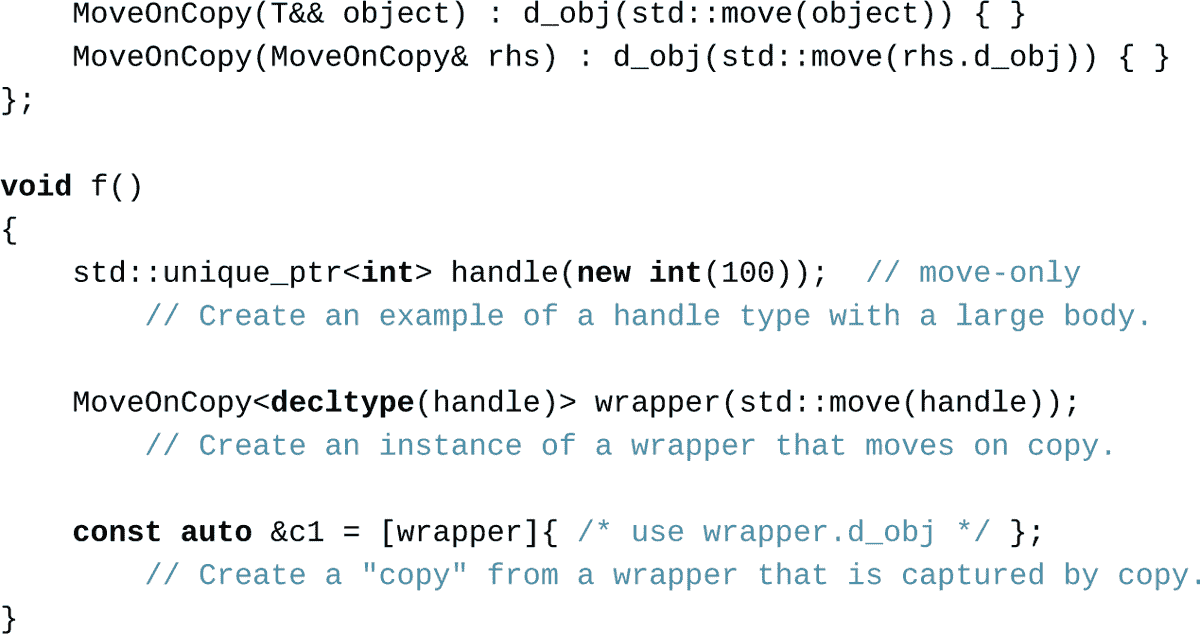 MoveOnCopy(T&& object) : d_obj(std::move(object)) { }
    MoveOnCopy(MoveOnCopy& rhs) : d_obj(std::move(rhs.d_obj)) { }
};

void f()
{
    std::unique_ptr<int> handle(new int(100));  // move-only
        // Create an example of a handle type with a large body.

    MoveOnCopy<decltype(handle)> wrapper(std::move(handle));
        // Create an instance of a wrapper that moves on copy.

    const auto &c1 = [wrapper]{ /* use wrapper.d_obj */ };
        // Create a "copy" from a wrapper that is captured by copy.
}